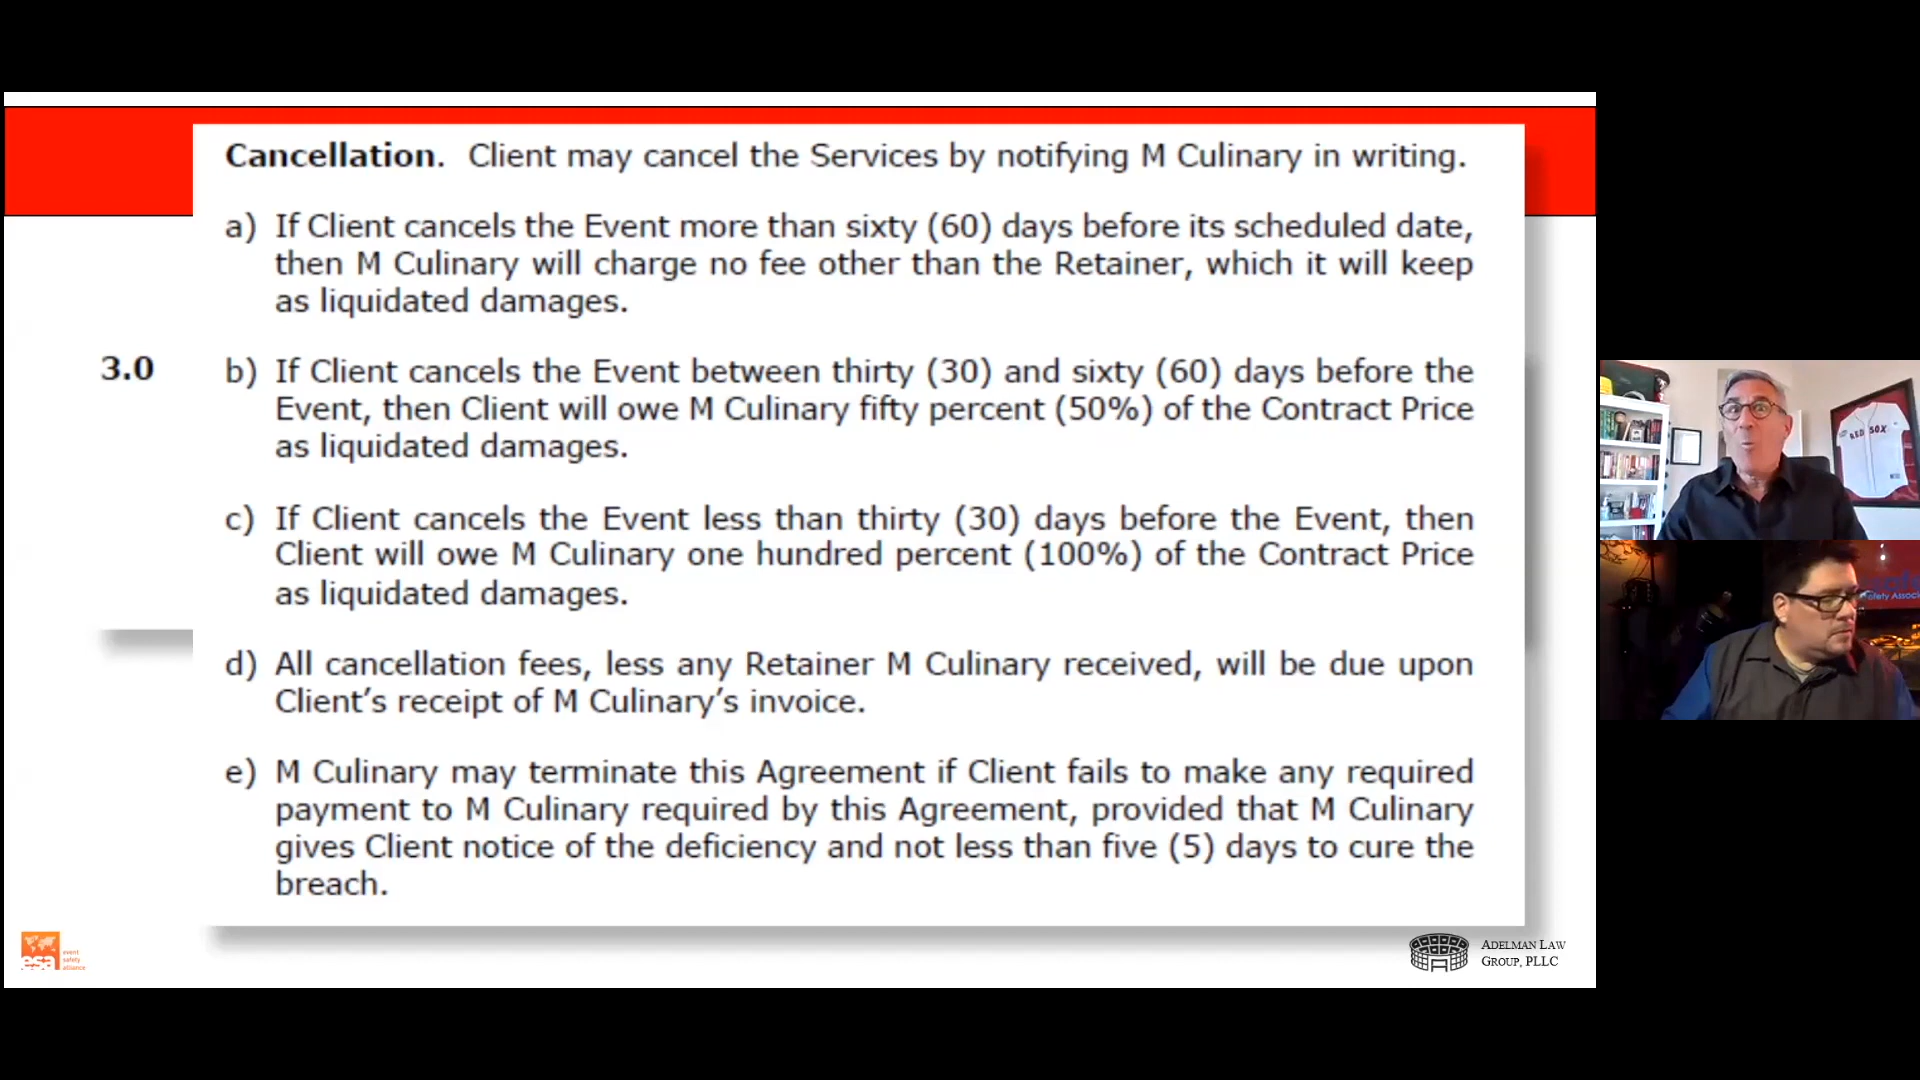 Cancellation. Client may cancel the Services by notifying M Culinary in writing.
a) If Client cancels the Event more than sixty (60) days before its scheduled date,
then M Culinary will charge no fee other than the Retainer, which it will keep
as liquidated damages.
3.0
b) If Client cancels the Event between thirty (30) and sixty (60) days before the
Event, then Client will owe M Culinary fifty percent (50%) of the Contract Price
as liquidated damages.
c) If Client cancels the Event less than thirty (30) days before the Event, then
Client will owe M Culinary one hundred percent (100%) of the Contract Price
as liquidated damages.
d) All cancellation fees, less any Retainer M Culinary received, will be due upon
Client’s receipt of M Culinary’s invoice.
e) M Culinary may terminate this Agreement if Client fails to make any required
payment to M Culinary required by this Agreement, provided that M Culinary
gives Client notice of the deficiency and not less than five (5) days to cure the
breach.
esa
event
safety
alliance
ADELMAN LAW
GROUP, PLLC
RED SOX